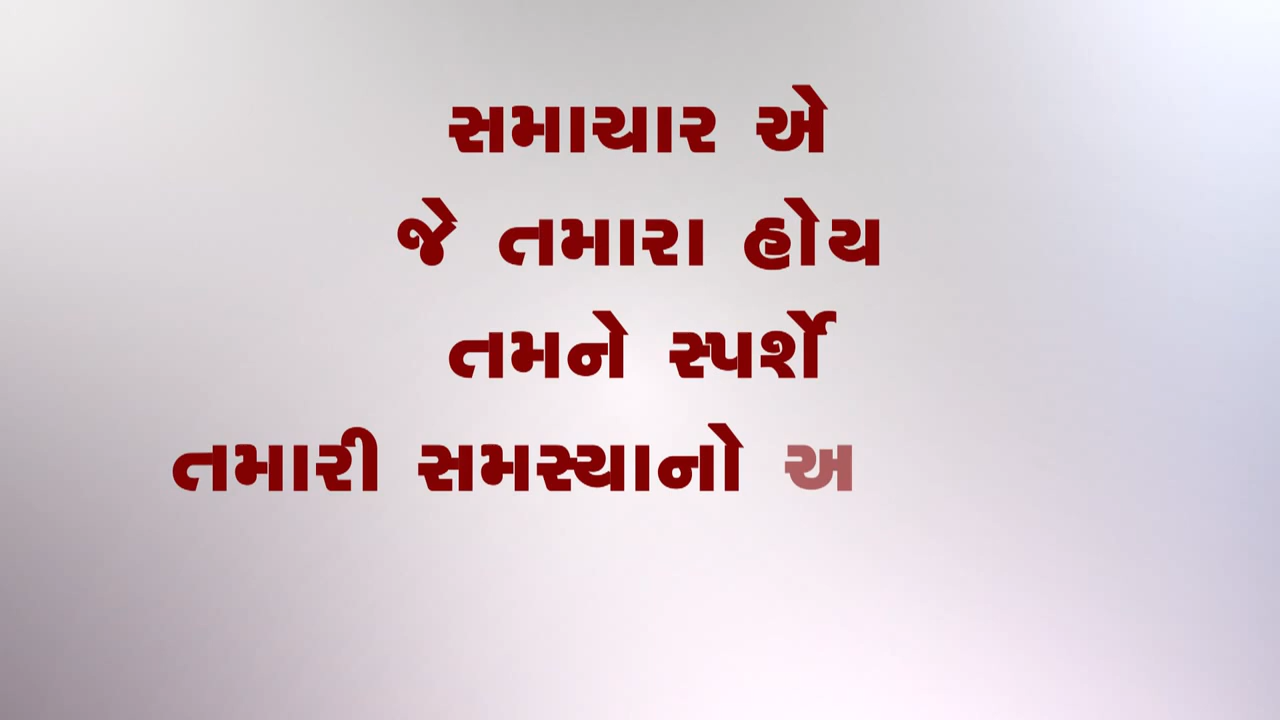 સમાચાર એ
જે તમારા હોય
તમને સ્પર્શે
તમારી સમસ્યાનો અ